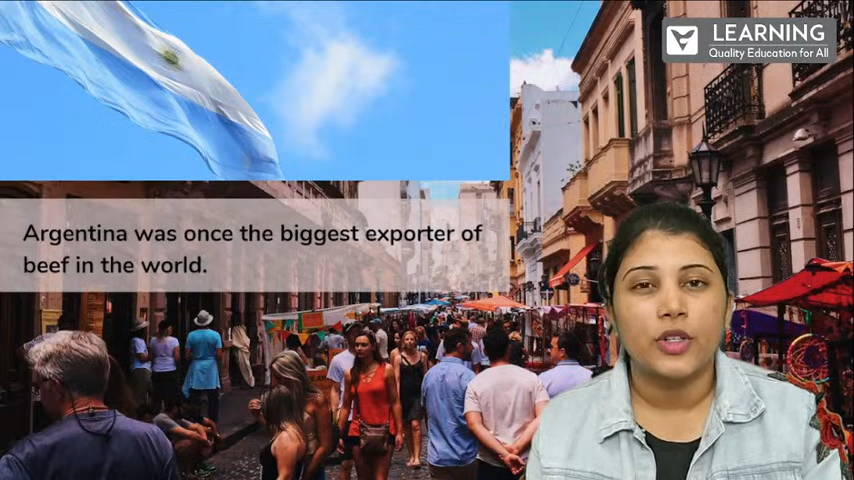 LEARNING
Quality Education for All
Argentina was once the biggest exporter of
beef in the world.